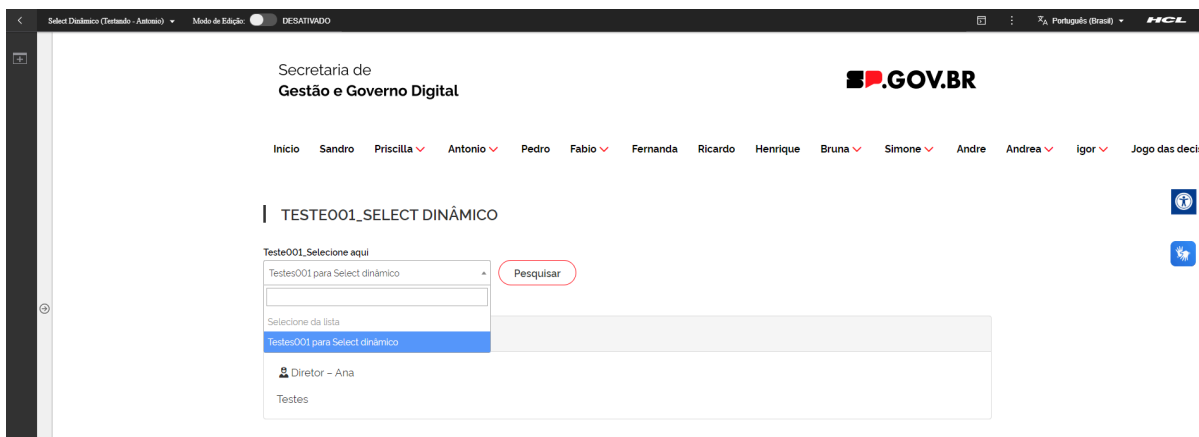 Select Dinâmico (Testando - Antonio) Modo de Edição: DESATIVADO Português (Brasil) HCL
Secretaria de
Gestão e Governo Digital
SP.GOV.BR
Início Sandro Priscilla Antonio Pedro Fabio Fernanda Ricardo Henrique Bruna Simone Andre Andrea igor Jogo das decis
TESTE001_SELECT DINÂMICO
Teste001_Selecione aqui
Testes001 para Select dinâmico Pesquisar
Selecione da lista
Testes001 para Select dinâmico
Diretor – Ana
Testes